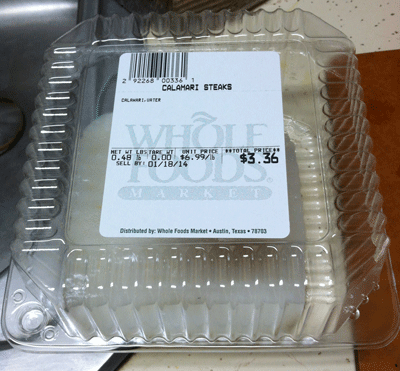 2 92268 00336 1
CALAMARI STEAKS
CALAMARI,WATER
WHOLE
FOODS
MARKET
NET WT LBS TARE WT UNIT PRICE **TOTAL PRICE**
0.48 lb 0.00 $6.99/lb $3.36
SELL BY: 01/18/14
Distributed by: Whole Foods Market • Austin, Texas • 78703